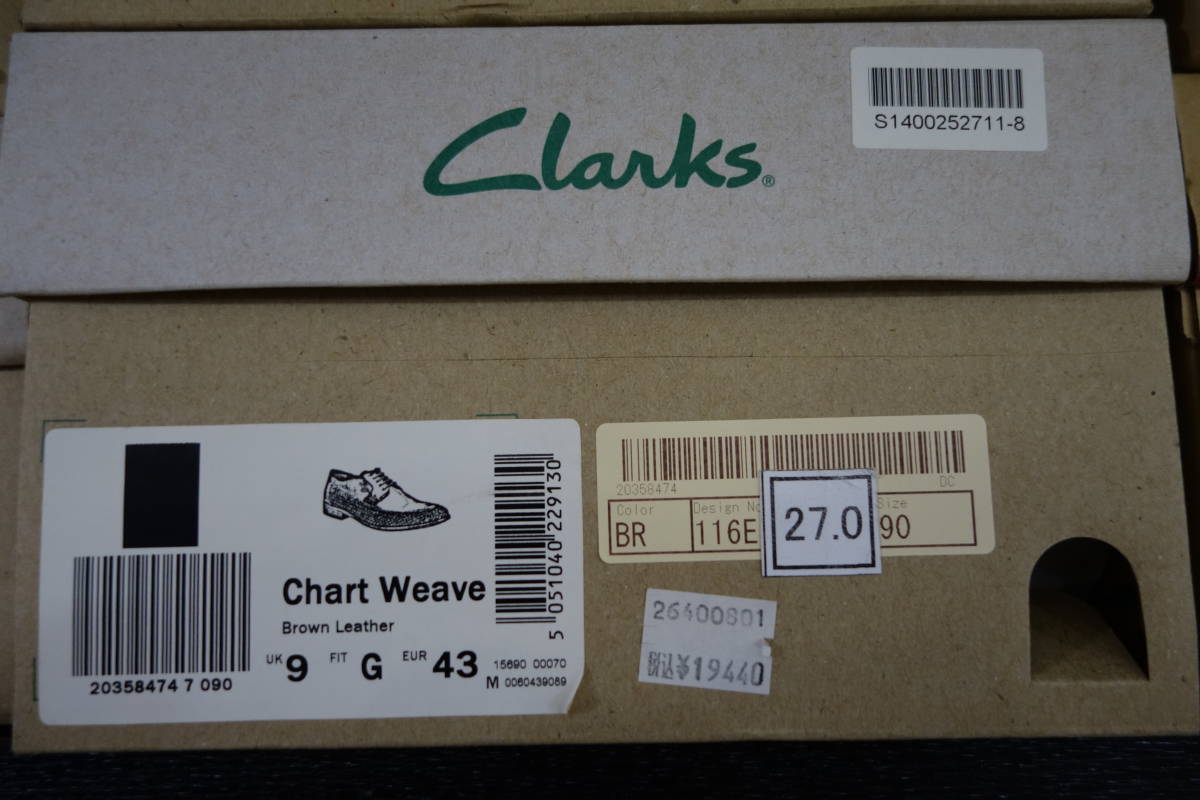 Clarks®
S1400252711-8
Chart Weave
Brown Leather
UK 9 FIT G EUR 43
15690 00070
M 0060439089
20358474 7 090
5 051040 229130
20358474 DC
Color Design No Size
BR 116E 90
27.0
26400801
税込¥19440